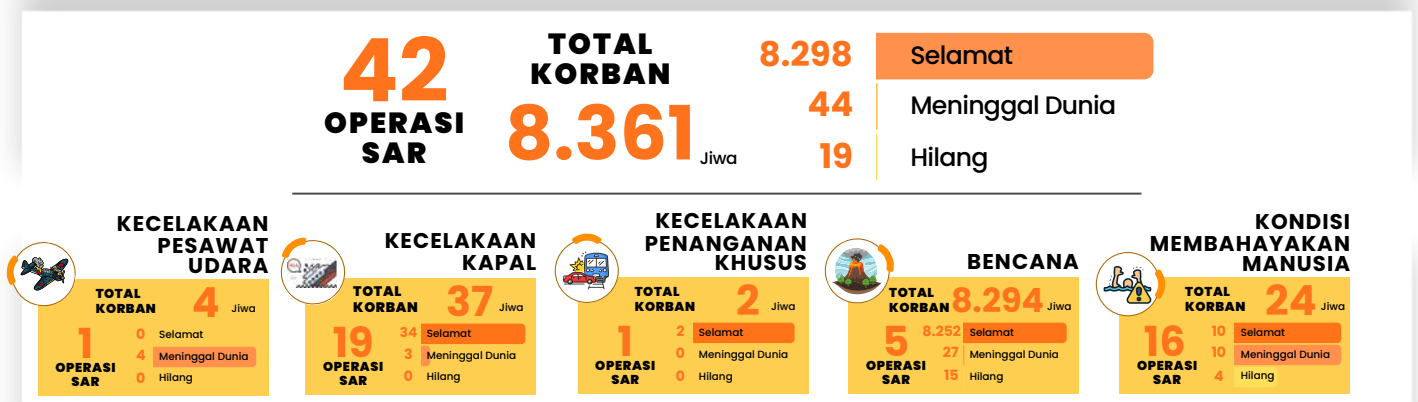 42
OPERASI
SAR
TOTAL
KORBAN
8.361 Jiwa
8.298 Selamat
44 Meninggal Dunia
19 Hilang
KECELAKAAN
PESAWAT
UDARA
TOTAL
KORBAN
4 Jiwa
1
OPERASI
SAR
0 Selamat
4 Meninggal Dunia
0 Hilang
KECELAKAAN
KAPAL
TOTAL
KORBAN
37 Jiwa
19
OPERASI
SAR
34 Selamat
3 Meninggal Dunia
0 Hilang
KECELAKAAN
PENANGANAN
KHUSUS
TOTAL
KORBAN
2 Jiwa
1
OPERASI
SAR
2 Selamat
0 Meninggal Dunia
0 Hilang
BENCANA
TOTAL
KORBAN
8.294 Jiwa
5
OPERASI
SAR
8.252 Selamat
27 Meninggal Dunia
15 Hilang
KONDISI
MEMBAHAYAKAN
MANUSIA
TOTAL
KORBAN
24 Jiwa
16
OPERASI
SAR
10 Selamat
10 Meninggal Dunia
4 Hilang